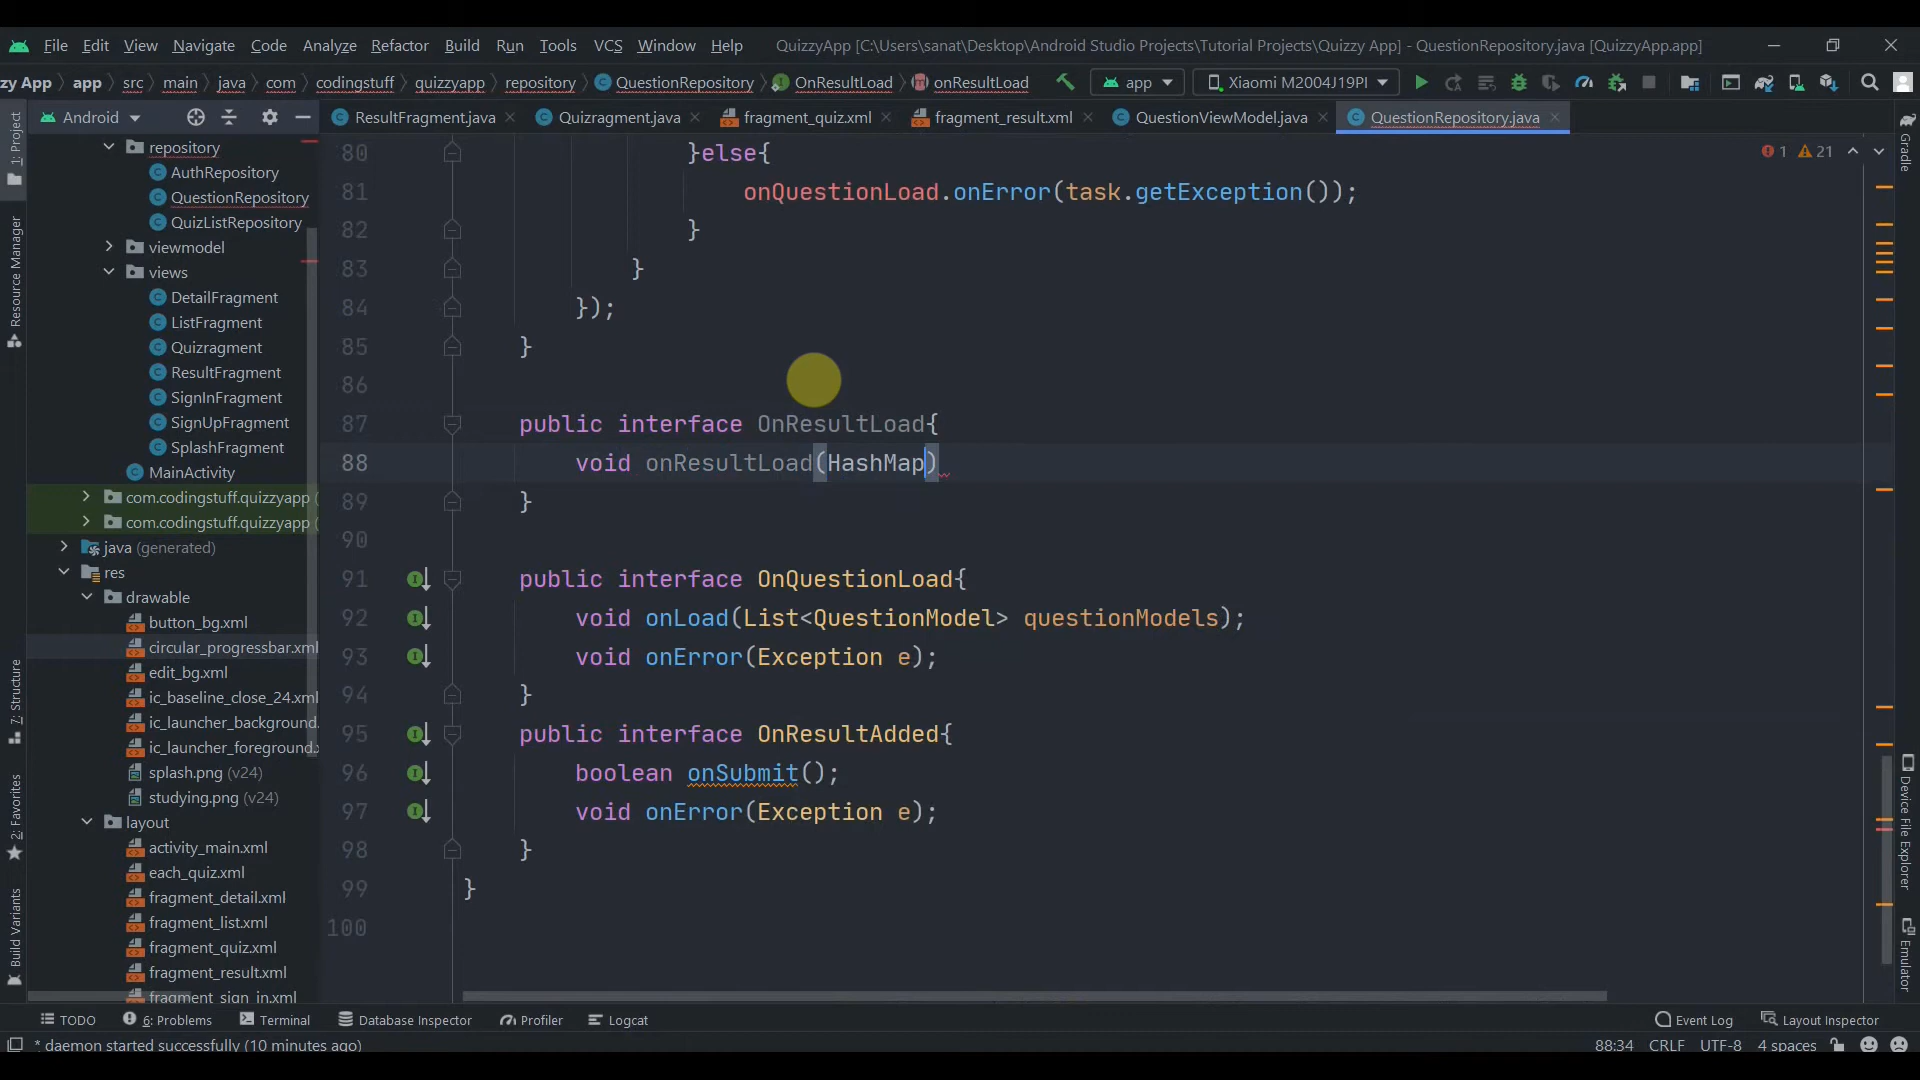 File Edit View Navigate Code Analyze Refactor Build Run Tools VCS Window Help QuizzyApp [C:\Users\sanat\Desktop\Android Studio Projects\Tutorial Projects\Quizzy App] - QuestionRepository.java [QuizzyApp.app]
zy App app src main java com codingstuff quizzyapp repository QuestionRepository OnResultLoad onResultLoad app Xiaomi M2004J19PI
Android ResultFragment.java Quizragment.java fragment_quiz.xml fragment_result.xml QuestionViewModel.java QuestionRepository.java
1: Project
Resource Manager
7: Structure
2: Favorites
Build Variants
repository
AuthRepository
QuestionRepository
QuizListRepository
viewmodel
views
DetailFragment
ListFragment
Quizragment
ResultFragment
SignInFragment
SignUpFragment
SplashFragment
MainActivity
com.codingstuff.quizzyapp (
com.codingstuff.quizzyapp (
java (generated)
res
drawable
button_bg.xml
circular_progressbar.xml
edit_bg.xml
ic_baseline_close_24.xml
ic_launcher_background.
ic_launcher_foreground.x
splash.png (v24)
studying.png (v24)
layout
activity_main.xml
each_quiz.xml
fragment_detail.xml
fragment_list.xml
fragment_quiz.xml
fragment_result.xml
fragment_sign_in.xml
1 21
80 }else{
81 onQuestionLoad.onError(task.getException());
82 }
83 }
84 });
85 }
86
87 public interface OnResultLoad{
88 void onResultLoad(HashMap)
89 }
90
91 public interface OnQuestionLoad{
92 void onLoad(List<QuestionModel> questionModels);
93 void onError(Exception e);
94 }
95 public interface OnResultAdded{
96 boolean onSubmit();
97 void onError(Exception e);
98 }
99 }
100
Gradle
Device File Explorer
Emulator
TODO 6: Problems Terminal Database Inspector Profiler Logcat Event Log Layout Inspector
* daemon started successfully (10 minutes ago) 88:34 CRLF UTF-8 4 spaces